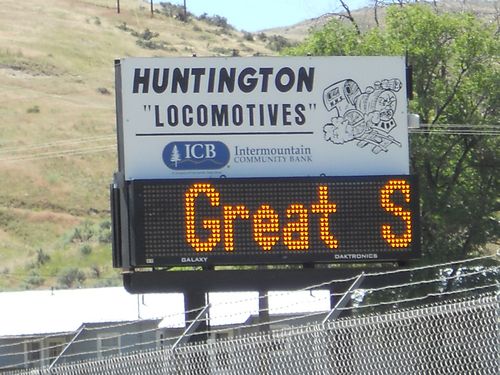 HUNTINGTON
"LOCOMOTIVES"
ICB Intermountain
COMMUNITY BANK
Great S
GALAXY DAKTRONICS